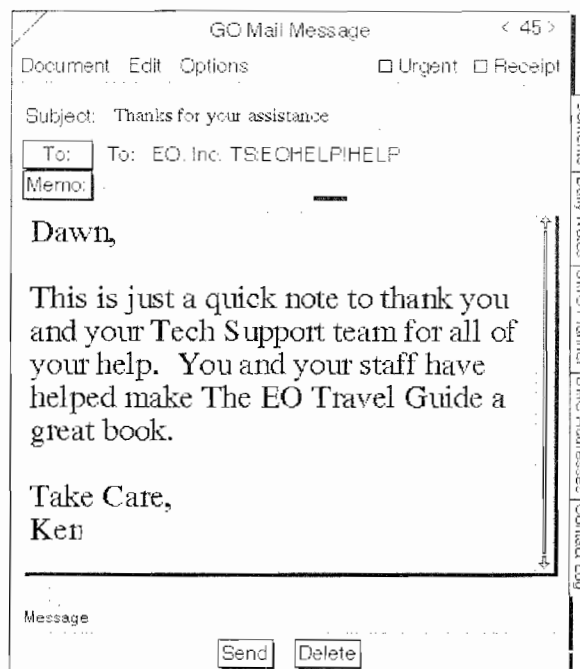 GO Mail Message < 45 >
Document Edit Options Urgent Receipt
Subject: Thanks for your assistance
To: To: EO, Inc. TS:EOHELP!HELP
Memo:
Dawn,
This is just a quick note to thank you
and your Tech Support team for all of
your help. You and your staff have
helped make The EO Travel Guide a
great book.
Take Care,
Ken
Message
Send Delete
Contact Log